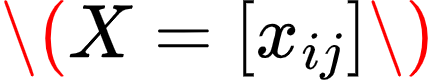 \(X = [x_{ij}]\)